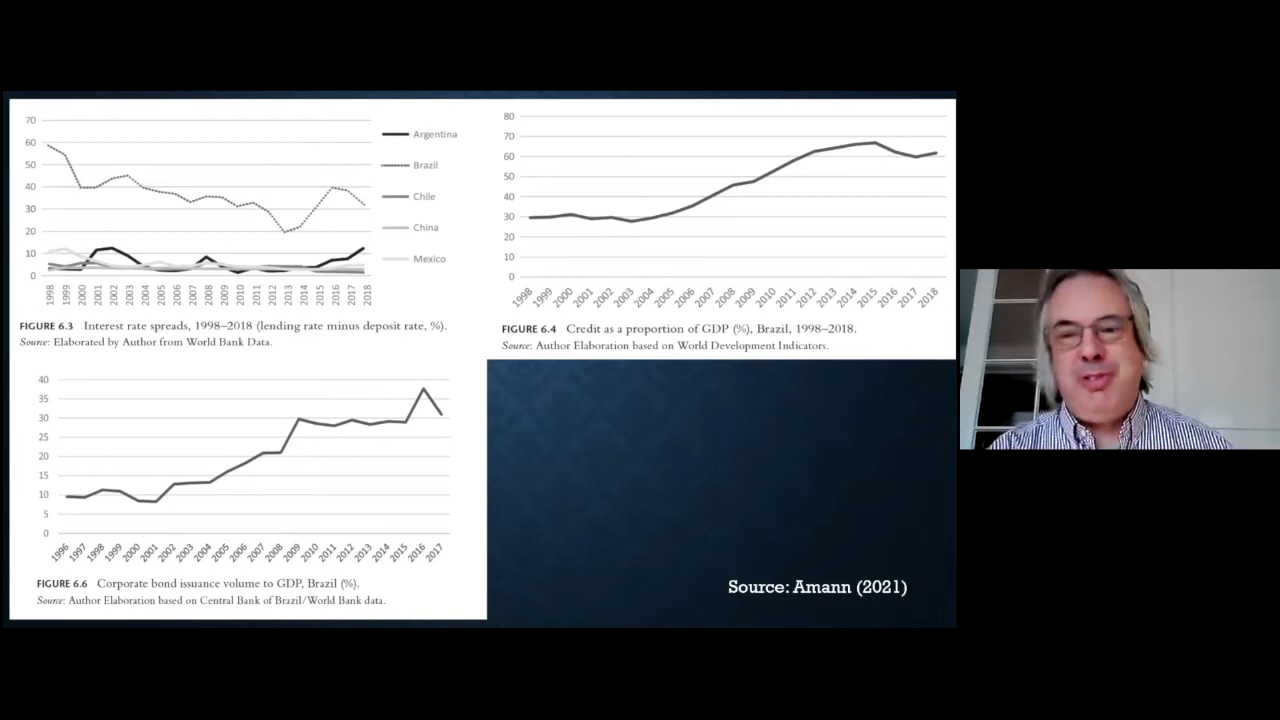 70
60
50
40
30
20
10
0
1998 1999 2000 2001 2002 2003 2004 2005 2006 2007 2008 2009 2010 2011 2012 2013 2014 2015 2016 2017 2018
Argentina
Brazil
Chile
China
Mexico
FIGURE 6.3 Interest rate spreads, 1998–2018 (lending rate minus deposit rate, %).
Source: Elaborated by Author from World Bank Data.
80
70
60
50
40
30
20
10
0
1998 1999 2000 2001 2002 2003 2004 2005 2006 2007 2008 2009 2010 2011 2012 2013 2014 2015 2016 2017 2018
FIGURE 6.4 Credit as a proportion of GDP (%), Brazil, 1998–2018.
Source: Author Elaboration based on World Development Indicators.
40
35
30
25
20
15
10
5
0
1996 1997 1998 1999 2000 2001 2002 2003 2004 2005 2006 2007 2008 2009 2010 2011 2012 2013 2014 2015 2016 2017
FIGURE 6.6 Corporate bond issuance volume to GDP, Brazil (%).
Source: Author Elaboration based on Central Bank of Brazil/World Bank data.
Source: Amann (2021)